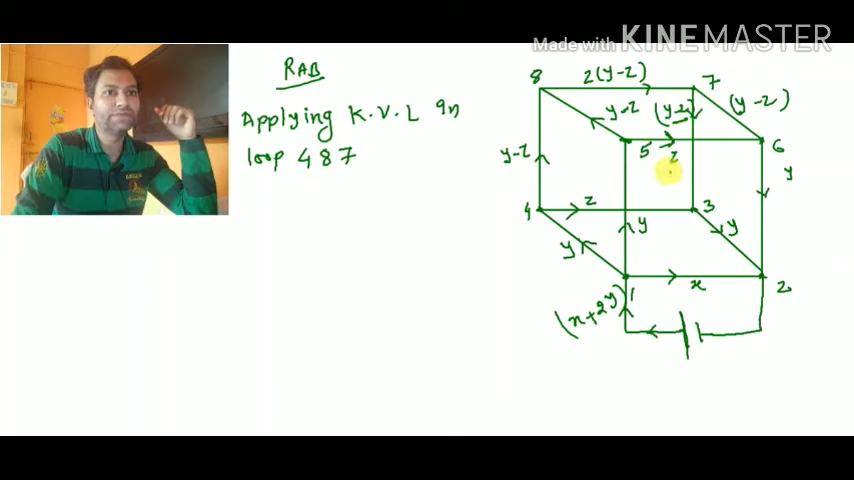 Made with KINEMASTER
RAB
Applying K.V.L in
loop 4 8 7
8
2(y-z)
7
y-z
(y-z)
(y-z)
5
z
6
y-z
y
4
z
3
y
y
y
1
x
2
(x+2y)